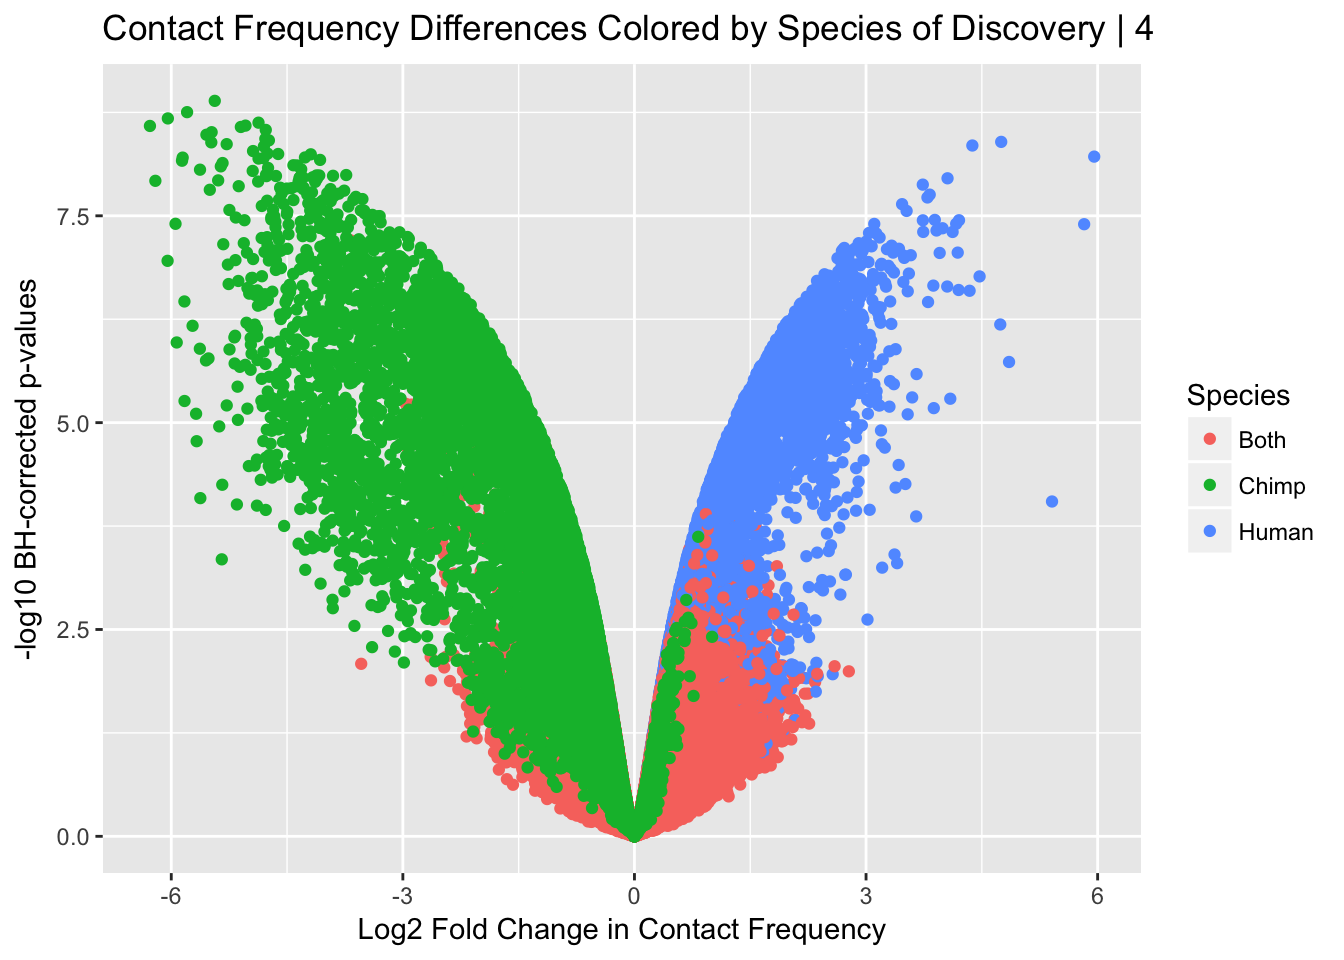 Contact Frequency Differences Colored by Species of Discovery | 4
-log10 BH-corrected p-values
7.5
5.0
2.5
0.0
-6
-3
0
3
6
Log2 Fold Change in Contact Frequency
Species
Both
Chimp
Human